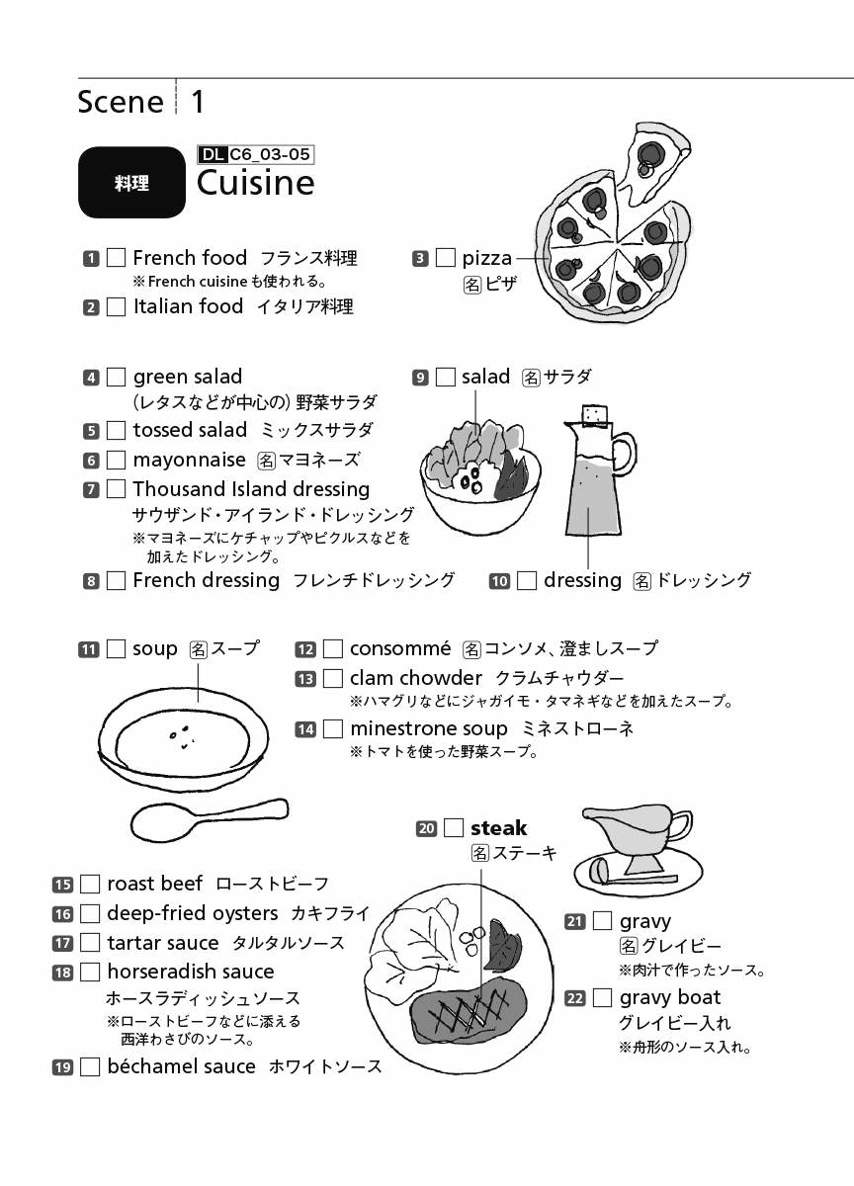 Scene 1
料理
DL C6_03-05
Cuisine
1 French food フランス料理
※French cuisineも使われる。
2 Italian food イタリア料理
3 pizza
名 ピザ
4 green salad
（レタスなどが中心の）野菜サラダ
5 tossed salad ミックスサラダ
6 mayonnaise 名 マヨネーズ
7 Thousand Island dressing
サウザンド・アイランド・ドレッシング
※マヨネーズにケチャップやピクルスなどを
加えたドレッシング。
8 French dressing フレンチドレッシング
9 salad 名 サラダ
10 dressing 名 ドレッシング
11 soup 名 スープ
12 consommé 名 コンソメ、澄ましスープ
13 clam chowder クラムチャウダー
※ハマグリなどにジャガイモ・タマネギなどを加えたスープ。
14 minestrone soup ミネストローネ
※トマトを使った野菜スープ。
15 roast beef ローストビーフ
16 deep-fried oysters カキフライ
17 tartar sauce タルタルソース
18 horseradish sauce
ホースラディッシュソース
※ローストビーフなどに添える
西洋わさびのソース。
19 béchamel sauce ホワイトソース
20 steak
名 ステーキ
21 gravy
名 グレイビー
※肉汁で作ったソース。
22 gravy boat
グレイビー入れ
※舟形のソース入れ。